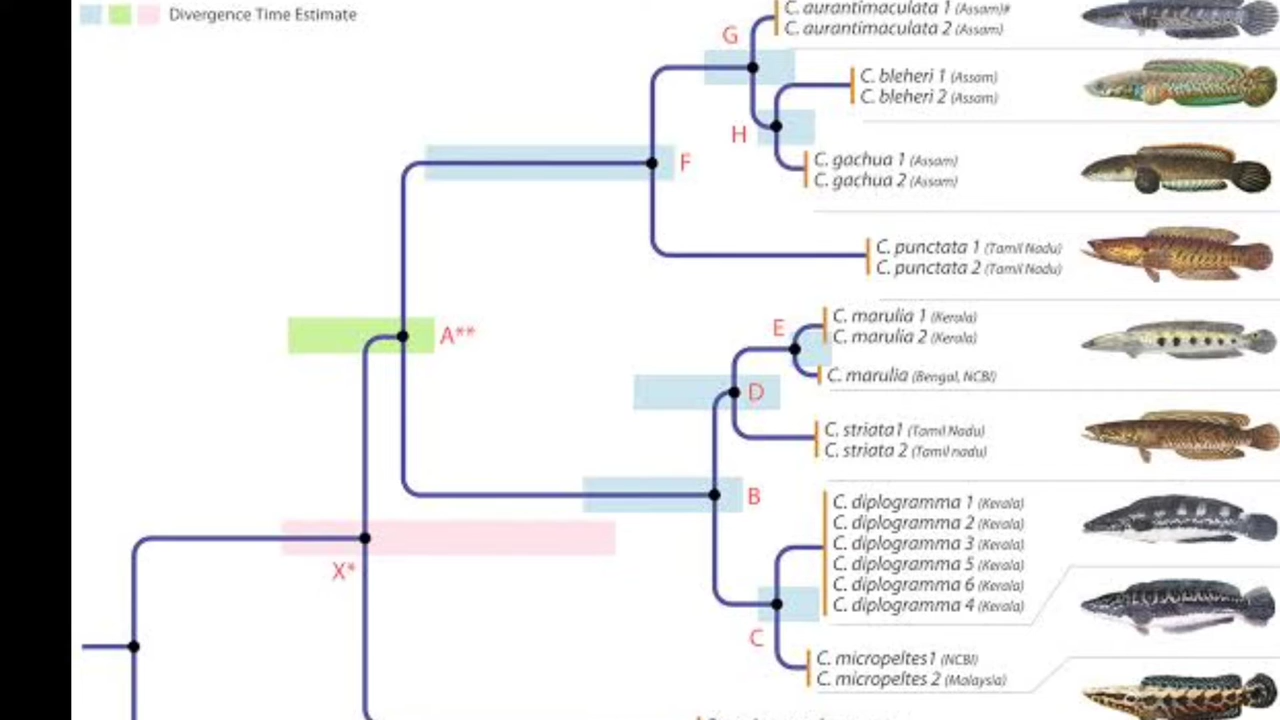 Divergence Time Estimate
C. aurantimaculata 1 (Assam)#
C. aurantimaculata 2 (Assam)
G
C. bleheri 1 (Assam)
C. bleheri 2 (Assam)
H
F
C. gachua 1 (Assam)
C. gachua 2 (Assam)
C. punctata 1 (Tamil Nadu)
C. punctata 2 (Tamil Nadu)
A**
E
C. marulia 1 (Kerala)
C. marulia 2 (Kerala)
C. marulia (Bengal, NCBI)
D
C. striata1 (Tamil Nadu)
C. striata 2 (Tamil nadu)
B
C. diplogramma 1 (Kerala)
C. diplogramma 2 (Kerala)
C. diplogramma 3 (Kerala)
C. diplogramma 5 (Kerala)
C. diplogramma 6 (Kerala)
C. diplogramma 4 (Kerala)
X*
C
C. micropeltes1 (NCBI)
C. micropeltes 2 (Malaysia)